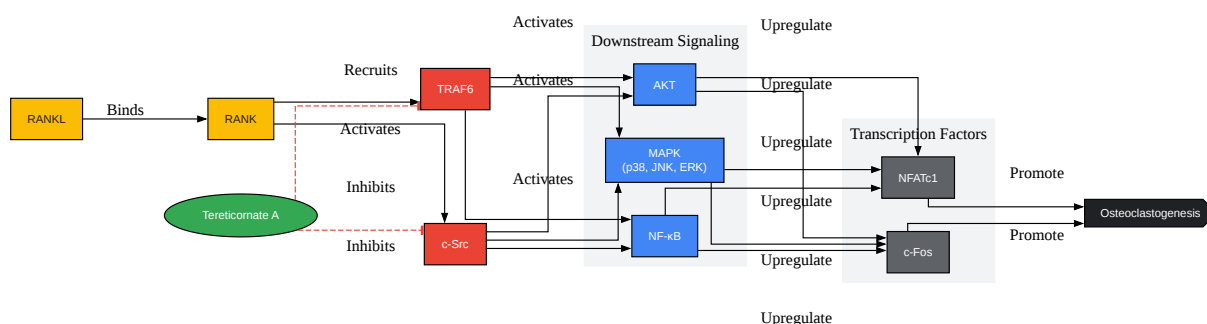 Activates
Upregulate
Downstream Signaling
Recruits
Activates
TRAF6
AKT
Upregulate
RANKL
Binds
RANK
Activates
Transcription Factors
Upregulate
MAPK
(p38, JNK, ERK)
NFATc1
Promote
Inhibits
Activates
Upregulate
Tereticornate A
Osteoclastogenesis
NF-κB
Promote
Inhibits
c-Src
c-Fos
Upregulate
Upregulate